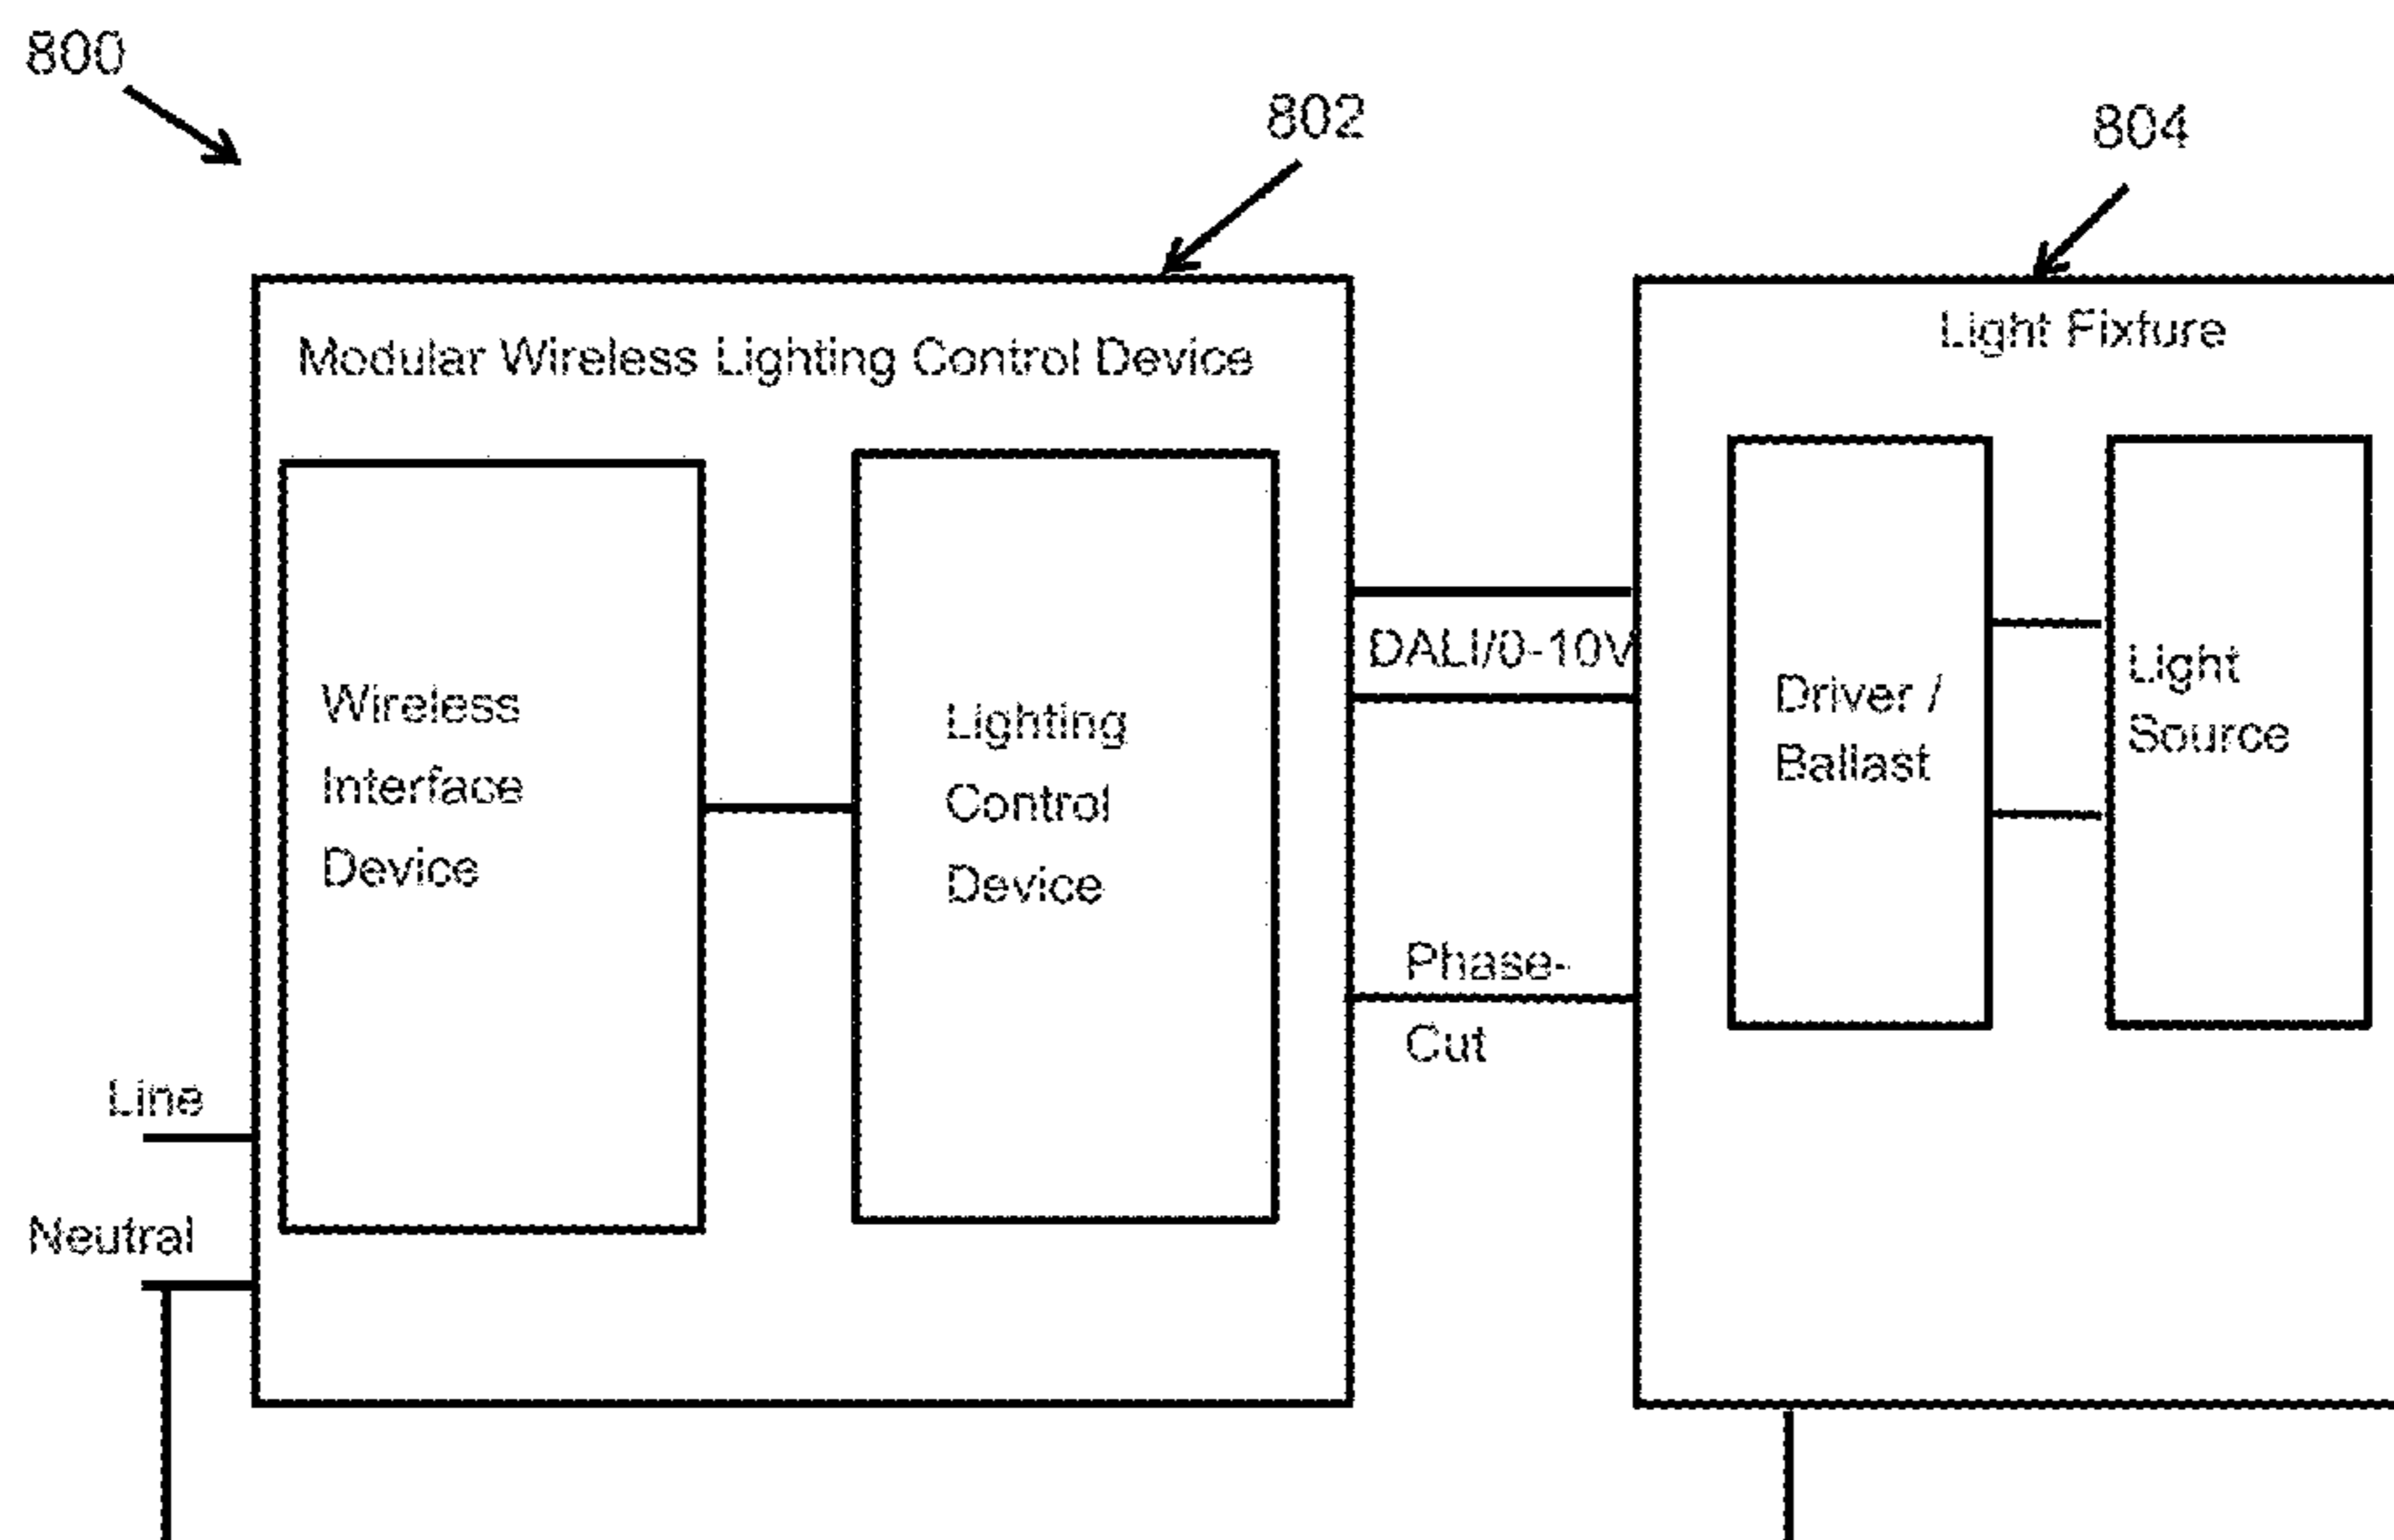 800
802
804
Modular Wireless Lighting Control Device
Light Fixfure
Wireless
Interface
Device
Lighting
Control
Device
DALI/0-10V
Phase-
Cut
Driver /
Ballast
Light
Source
Line
Neutral